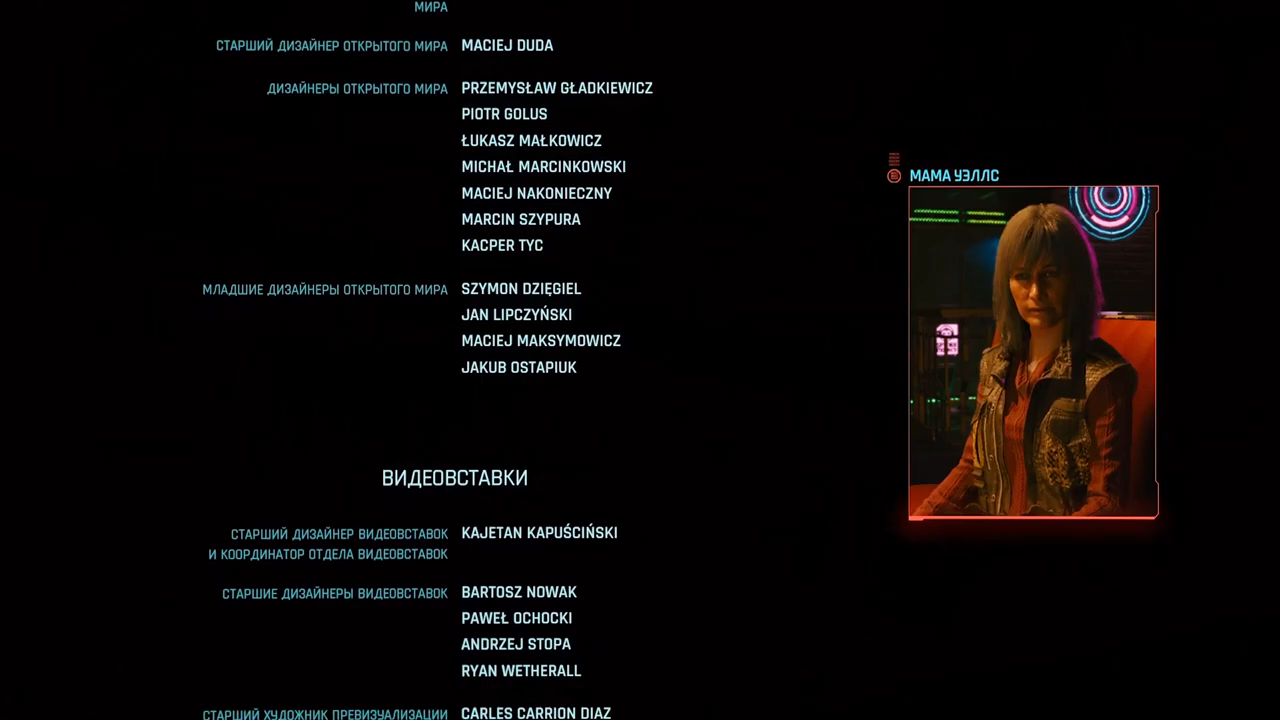 МИРА
СТАРШИЙ ДИЗАЙНЕР ОТКРЫТОГО МИРА MACIEJ DUDA
ДИЗАЙНЕРЫ ОТКРЫТОГО МИРА PRZEMYSŁAW GŁADKIEWICZ
PIOTR GOLUS
ŁUKASZ MAŁKOWICZ
MICHAŁ MARCINKOWSKI
MACIEJ NAKONIECZNY
MARCIN SZYPURA
KACPER TYC
МЛАДШИЕ ДИЗАЙНЕРЫ ОТКРЫТОГО МИРА SZYMON DZIĘGIEL
JAN LIPCZYŃSKI
MACIEJ MAKSYMOWICZ
JAKUB OSTAPIUK
ВИДЕОВСТАВКИ
СТАРШИЙ ДИЗАЙНЕР ВИДЕОВСТАВОК KAJETAN KAPUŚCIŃSKI
И КООРДИНАТОР ОТДЕЛА ВИДЕОВСТАВОК
СТАРШИЕ ДИЗАЙНЕРЫ ВИДЕОВСТАВОК BARTOSZ NOWAK
PAWEŁ OCHOCKI
ANDRZEJ STOPA
RYAN WETHERALL
СТАРШИЙ ХУДОЖНИК ПРЕВИЗУАЛИЗАЦИИ CARLES CARRION DIAZ
МАМА УЭЛЛС